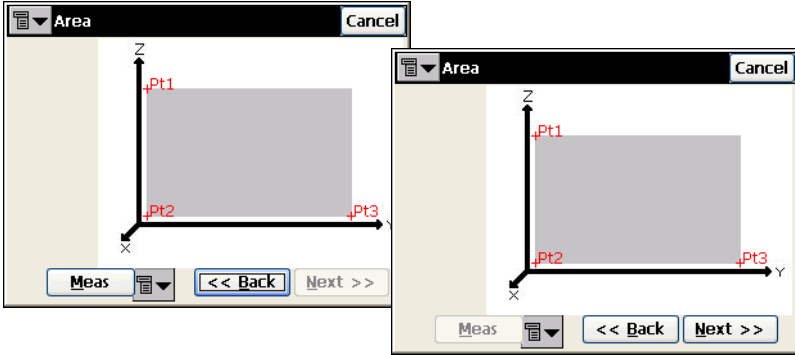 Area Cancel
Z
Pt1
Pt2 Pt3
Y
X
Meas << Back Next >>
Area Cancel
Z
Pt1
Pt2 Pt3
Y
X
Meas << Back Next >>